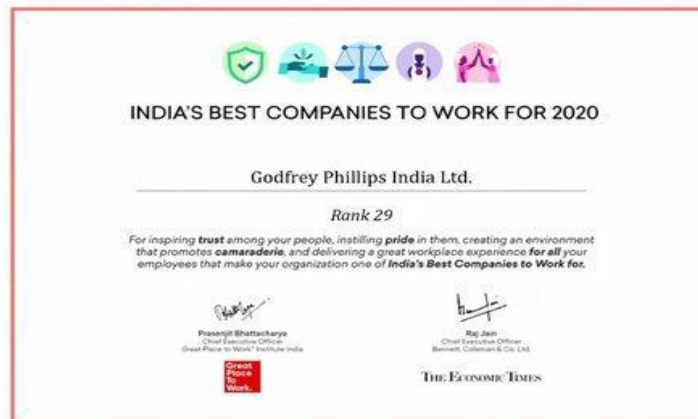 INDIA'S BEST COMPANIES TO WORK FOR 2020
Godfrey Phillips India Ltd.
Rank 29
For inspiring trust among your people, instilling pride in them, creating an environment
that promotes camaraderie, and delivering a great workplace experience for all your
employees that make your organization one of India's Best Companies to Work for.
Prasenjit Bhattacharya
Chief Executive Officer
Great Place to Work® Institute India
Great
Place
To
Work.
Raj Jain
Chief Executive Officer
Bennett, Coleman & Co. Ltd.
THE ECONOMIC TIMES